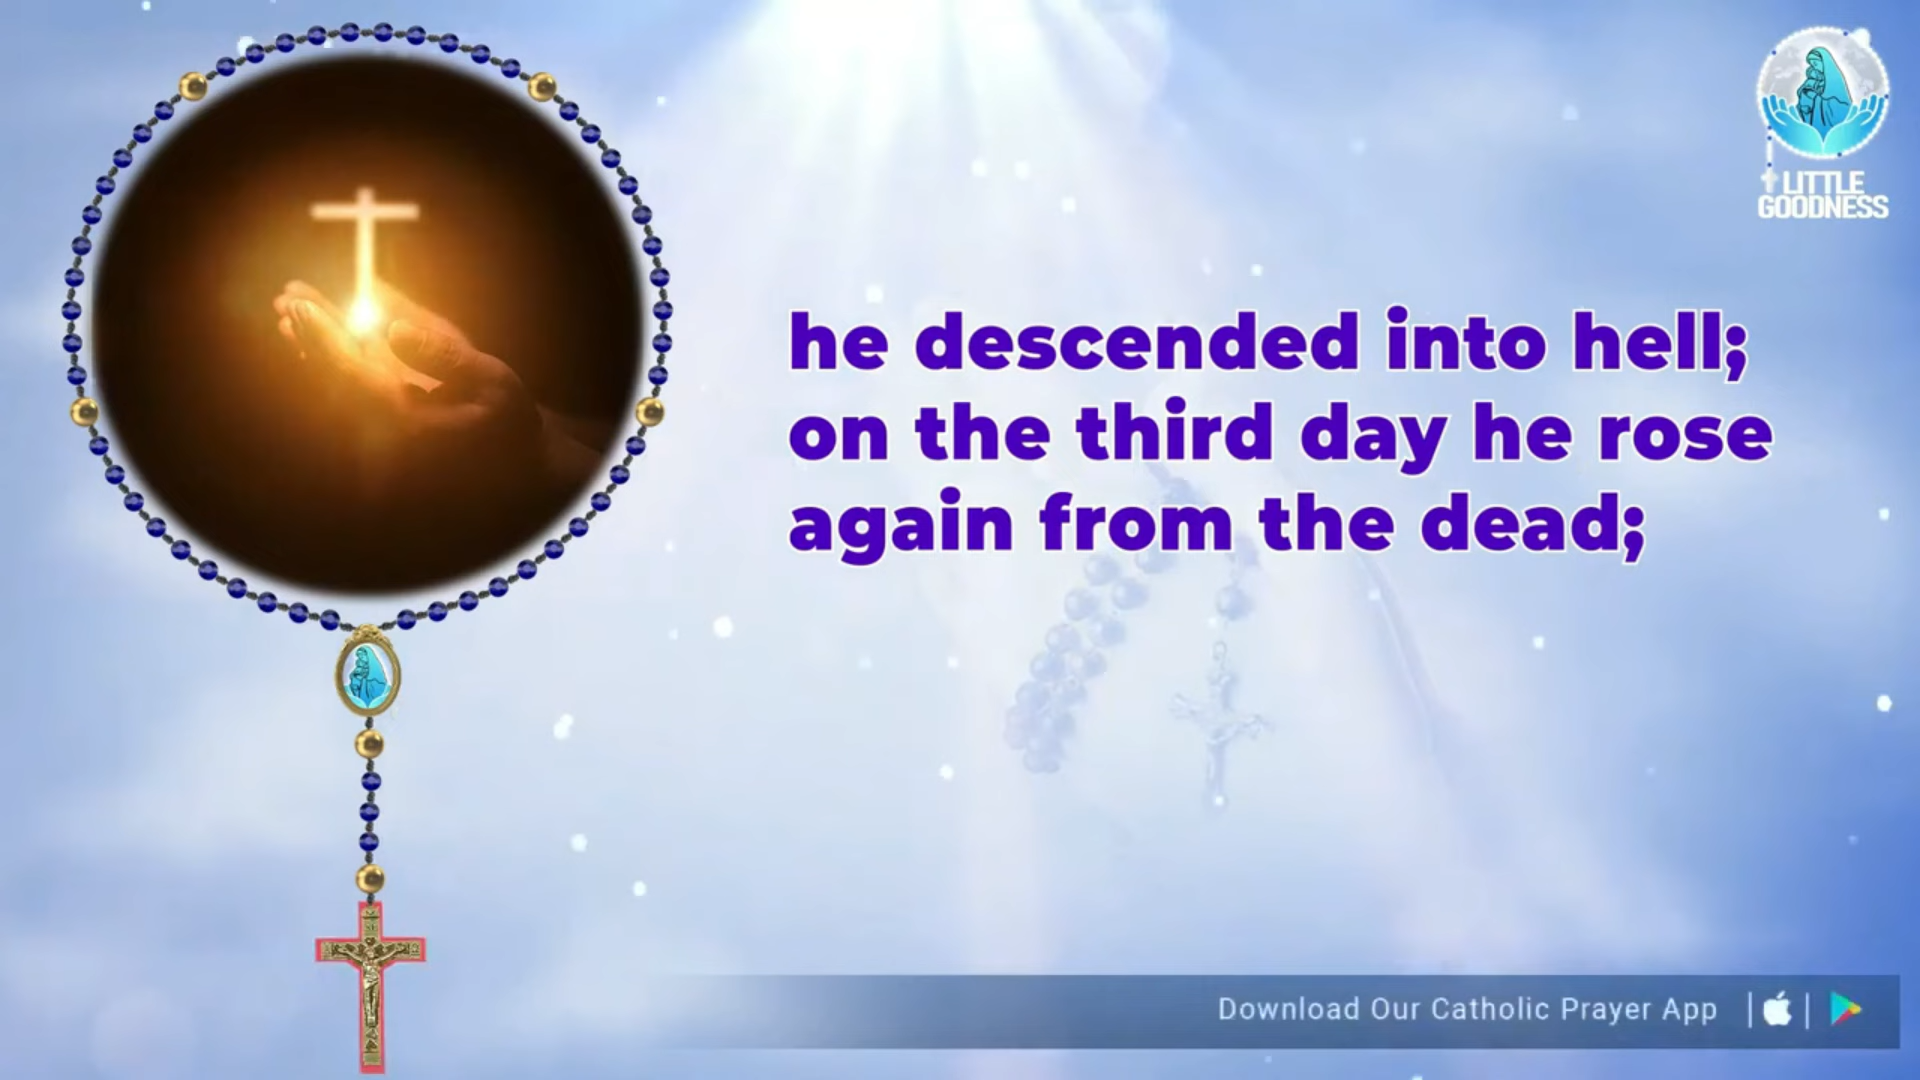 LITTLE
GOODNESS
he descended into hell;
on the third day he rose
again from the dead;
Download Our Catholic Prayer App